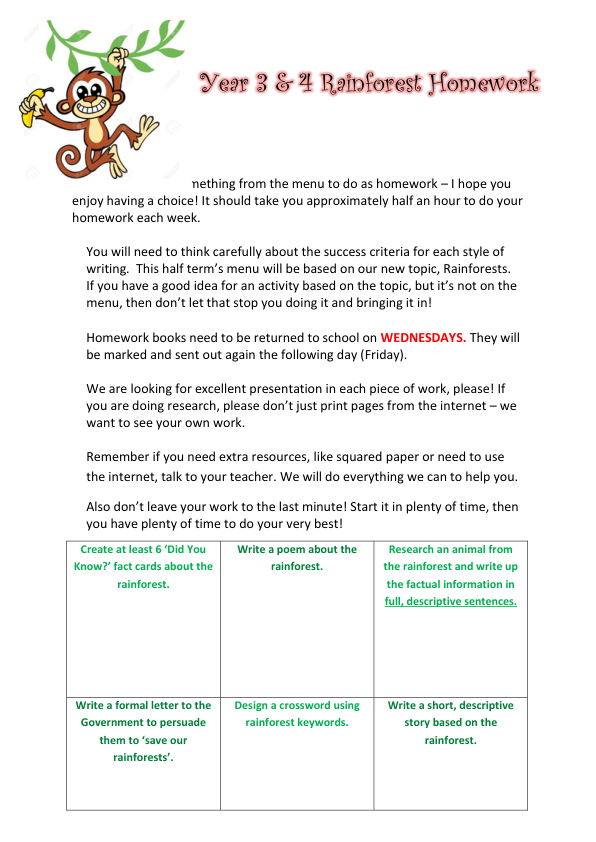 Year 3 & 4 Rainforest Homework
nething from the menu to do as homework – I hope you
enjoy having a choice! It should take you approximately half an hour to do your
homework each week.
You will need to think carefully about the success criteria for each style of
writing.  This half term’s menu will be based on our new topic, Rainforests.
If you have a good idea for an activity based on the topic, but it’s not on the
menu, then don’t let that stop you doing it and bringing it in!
Homework books need to be returned to school on WEDNESDAYS. They will
be marked and sent out again the following day (Friday).
We are looking for excellent presentation in each piece of work, please! If
you are doing research, please don’t just print pages from the internet – we
want to see your own work.
Remember if you need extra resources, like squared paper or need to use
the internet, talk to your teacher. We will do everything we can to help you.
Also don’t leave your work to the last minute! Start it in plenty of time, then
you have plenty of time to do your very best!
Create at least 6 ‘Did You
Know?’ fact cards about the
rainforest.
Write a poem about the
rainforest.
Research an animal from
the rainforest and write up
the factual information in
full, descriptive sentences.
Write a formal letter to the
Government to persuade
them to ‘save our
rainforests’.
Design a crossword using
rainforest keywords.
Write a short, descriptive
story based on the
rainforest.